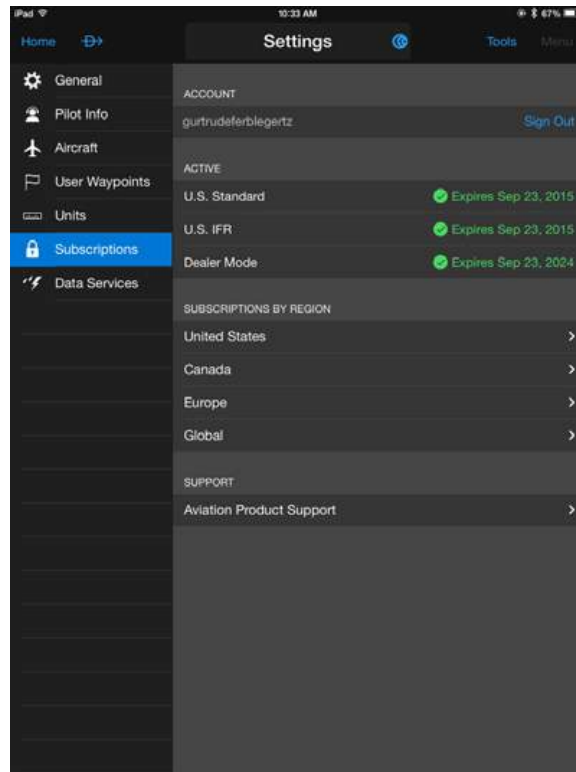 iPad 10:33 AM 67%
Home Settings Tools Menu
General
Pilot Info
Aircraft
User Waypoints
Units
Subscriptions
Data Services
ACCOUNT
gurtrudeferblegertz Sign Out
ACTIVE
U.S. Standard Expires Sep 23, 2015
U.S. IFR Expires Sep 23, 2015
Dealer Mode Expires Sep 23, 2024
SUBSCRIPTIONS BY REGION
United States
Canada
Europe
Global
SUPPORT
Aviation Product Support